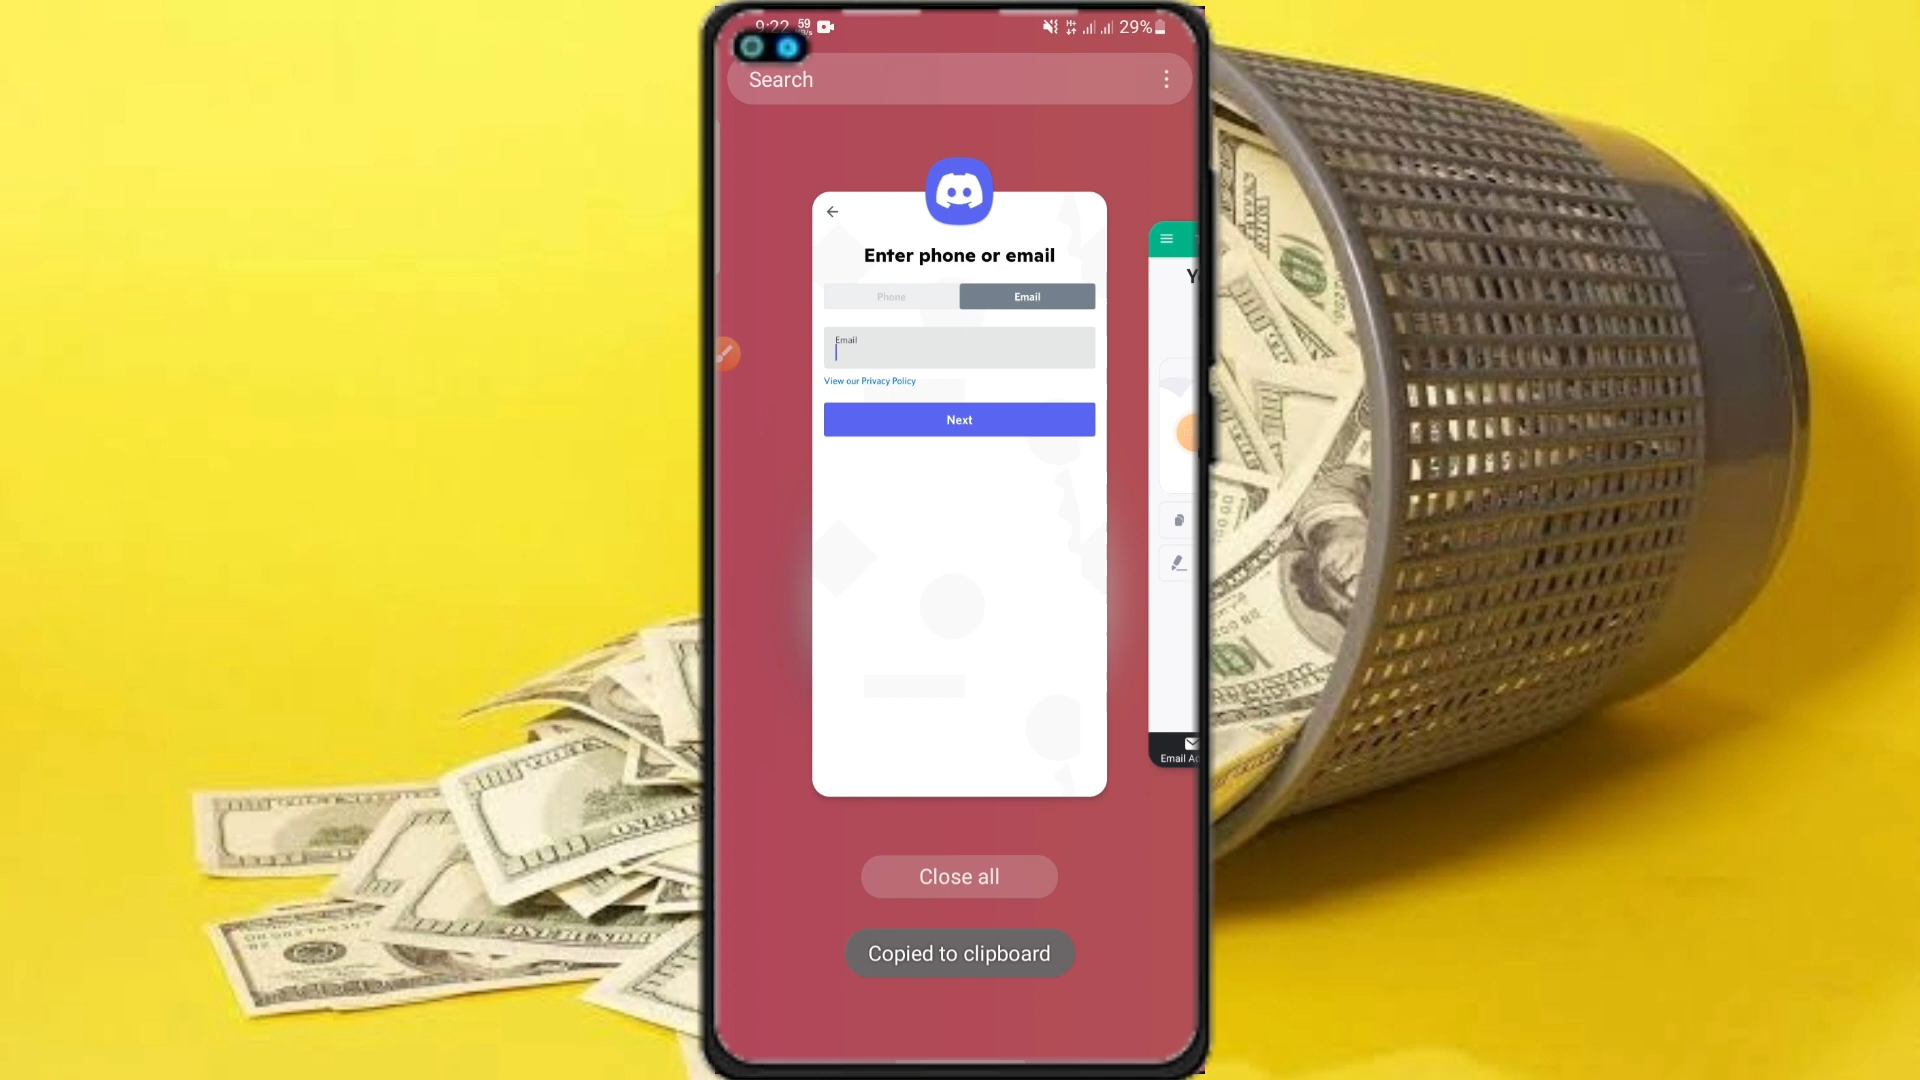 9:22 59
29%
Search
Enter phone or email
Phone
Email
Email
View our Privacy Policy
Next
Close all
Copied to clipboard